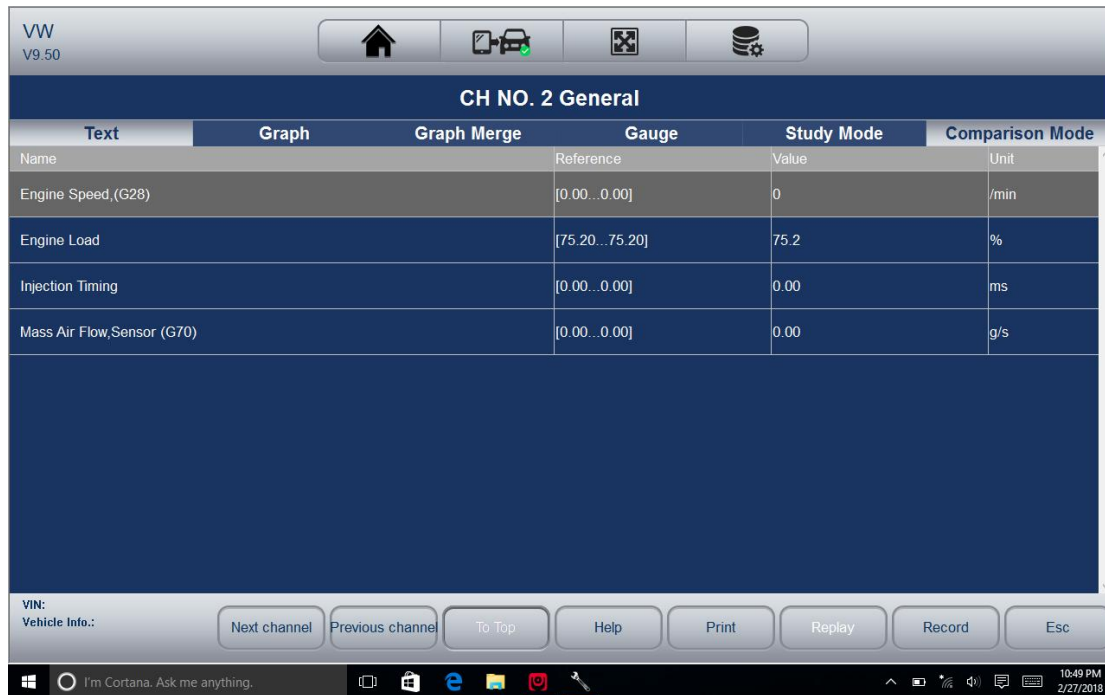 VW
V9.50
CH NO. 2 General
Text Graph Graph Merge Gauge Study Mode Comparison Mode
Name Reference Value Unit
Engine Speed,(G28) [0.00...0.00] 0 /min
Engine Load [75.20...75.20] 75.2 %
Injection Timing [0.00...0.00] 0.00 ms
Mass Air Flow,Sensor (G70) [0.00...0.00] 0.00 g/s
VIN:
Vehicle Info.:
Next channel Previous channel To Top Help Print Replay Record Esc
I'm Cortana. Ask me anything.
10:49 PM
2/27/2018